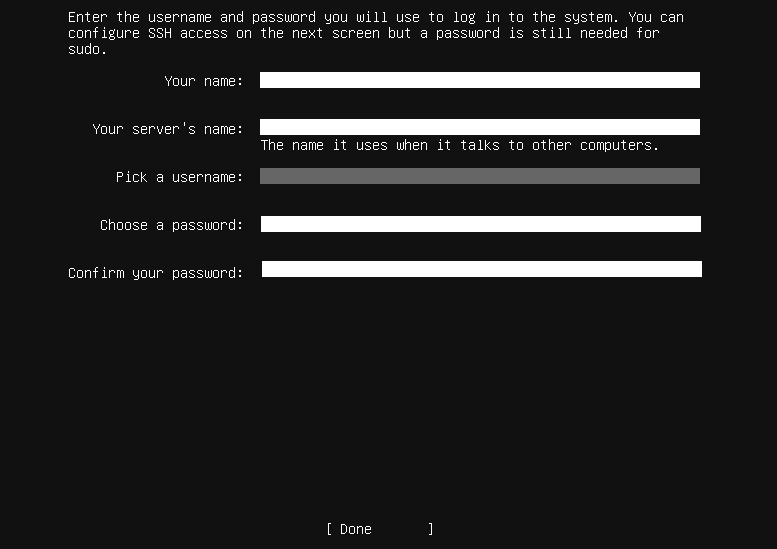 Enter the username and password you will use to log in to the system. You can
configure SSH access on the next screen but a password is still needed for
sudo.
Your name:
Your server's name:
The name it uses when it talks to other computers.
Pick a username:
Choose a password:
Confirm your password:
[ Done ]